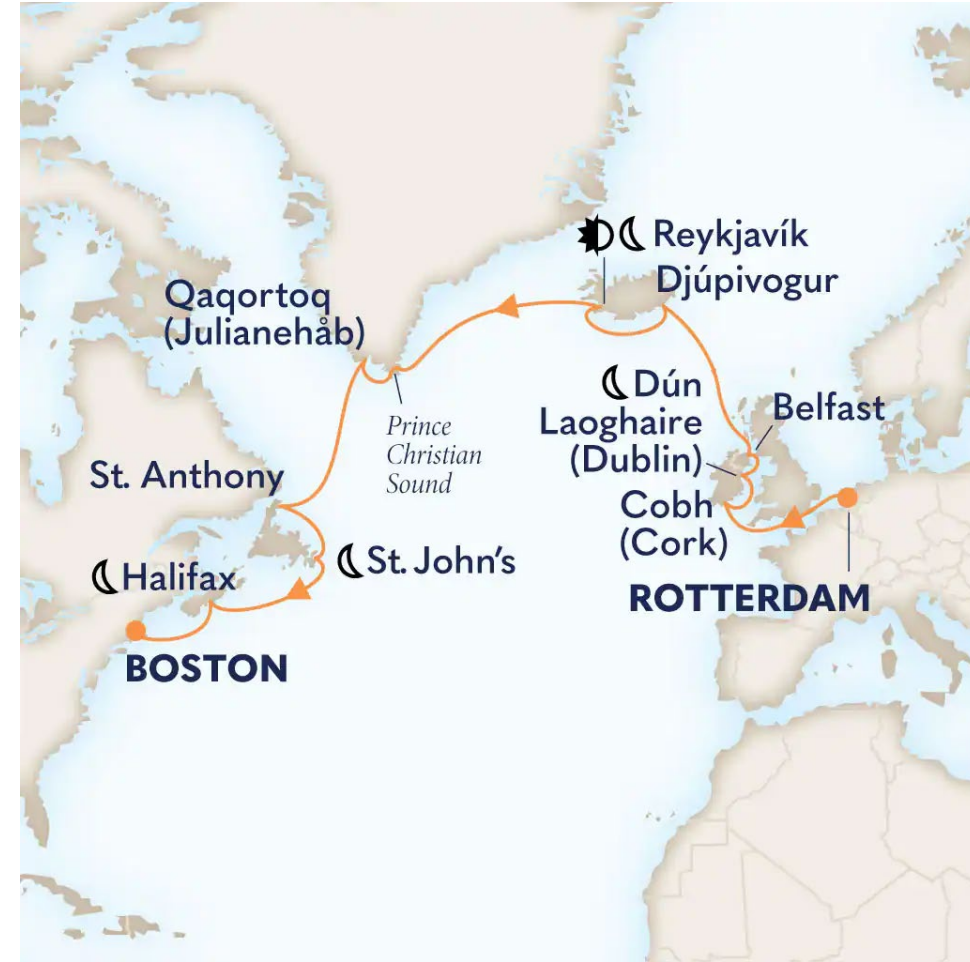 Reykjavík
Djúpivogur
Qaqortoq
(Julianehåb)
Dún
Laoghaire
(Dublin)
Belfast
Prince
Christian
Sound
St. Anthony
Cobh
(Cork)
St. John's
Halifax
ROTTERDAM
BOSTON